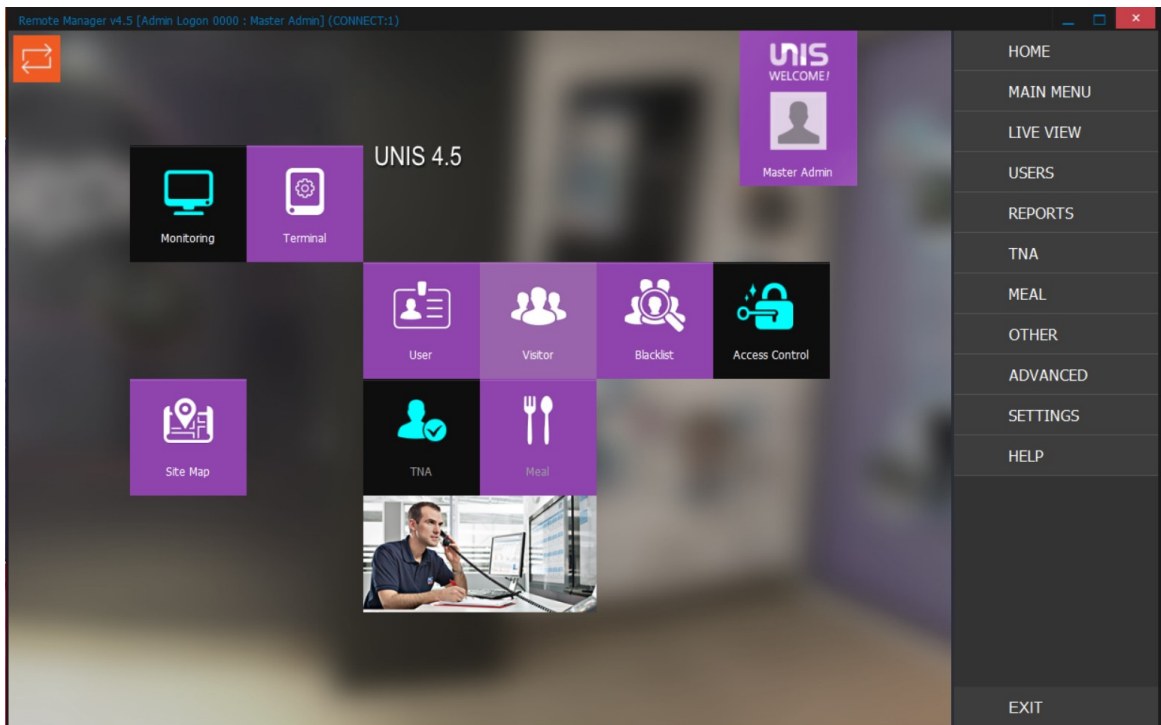 Remote Manager v4.5 [Admin Logon 0000 : Master Admin] (CONNECT:1)
UNIS
WELCOME!
Master Admin
UNIS 4.5
Monitoring
Terminal
User
Visitor
Blacklist
Access Control
Site Map
TNA
Meal
HOME
MAIN MENU
LIVE VIEW
USERS
REPORTS
TNA
MEAL
OTHER
ADVANCED
SETTINGS
HELP
EXIT